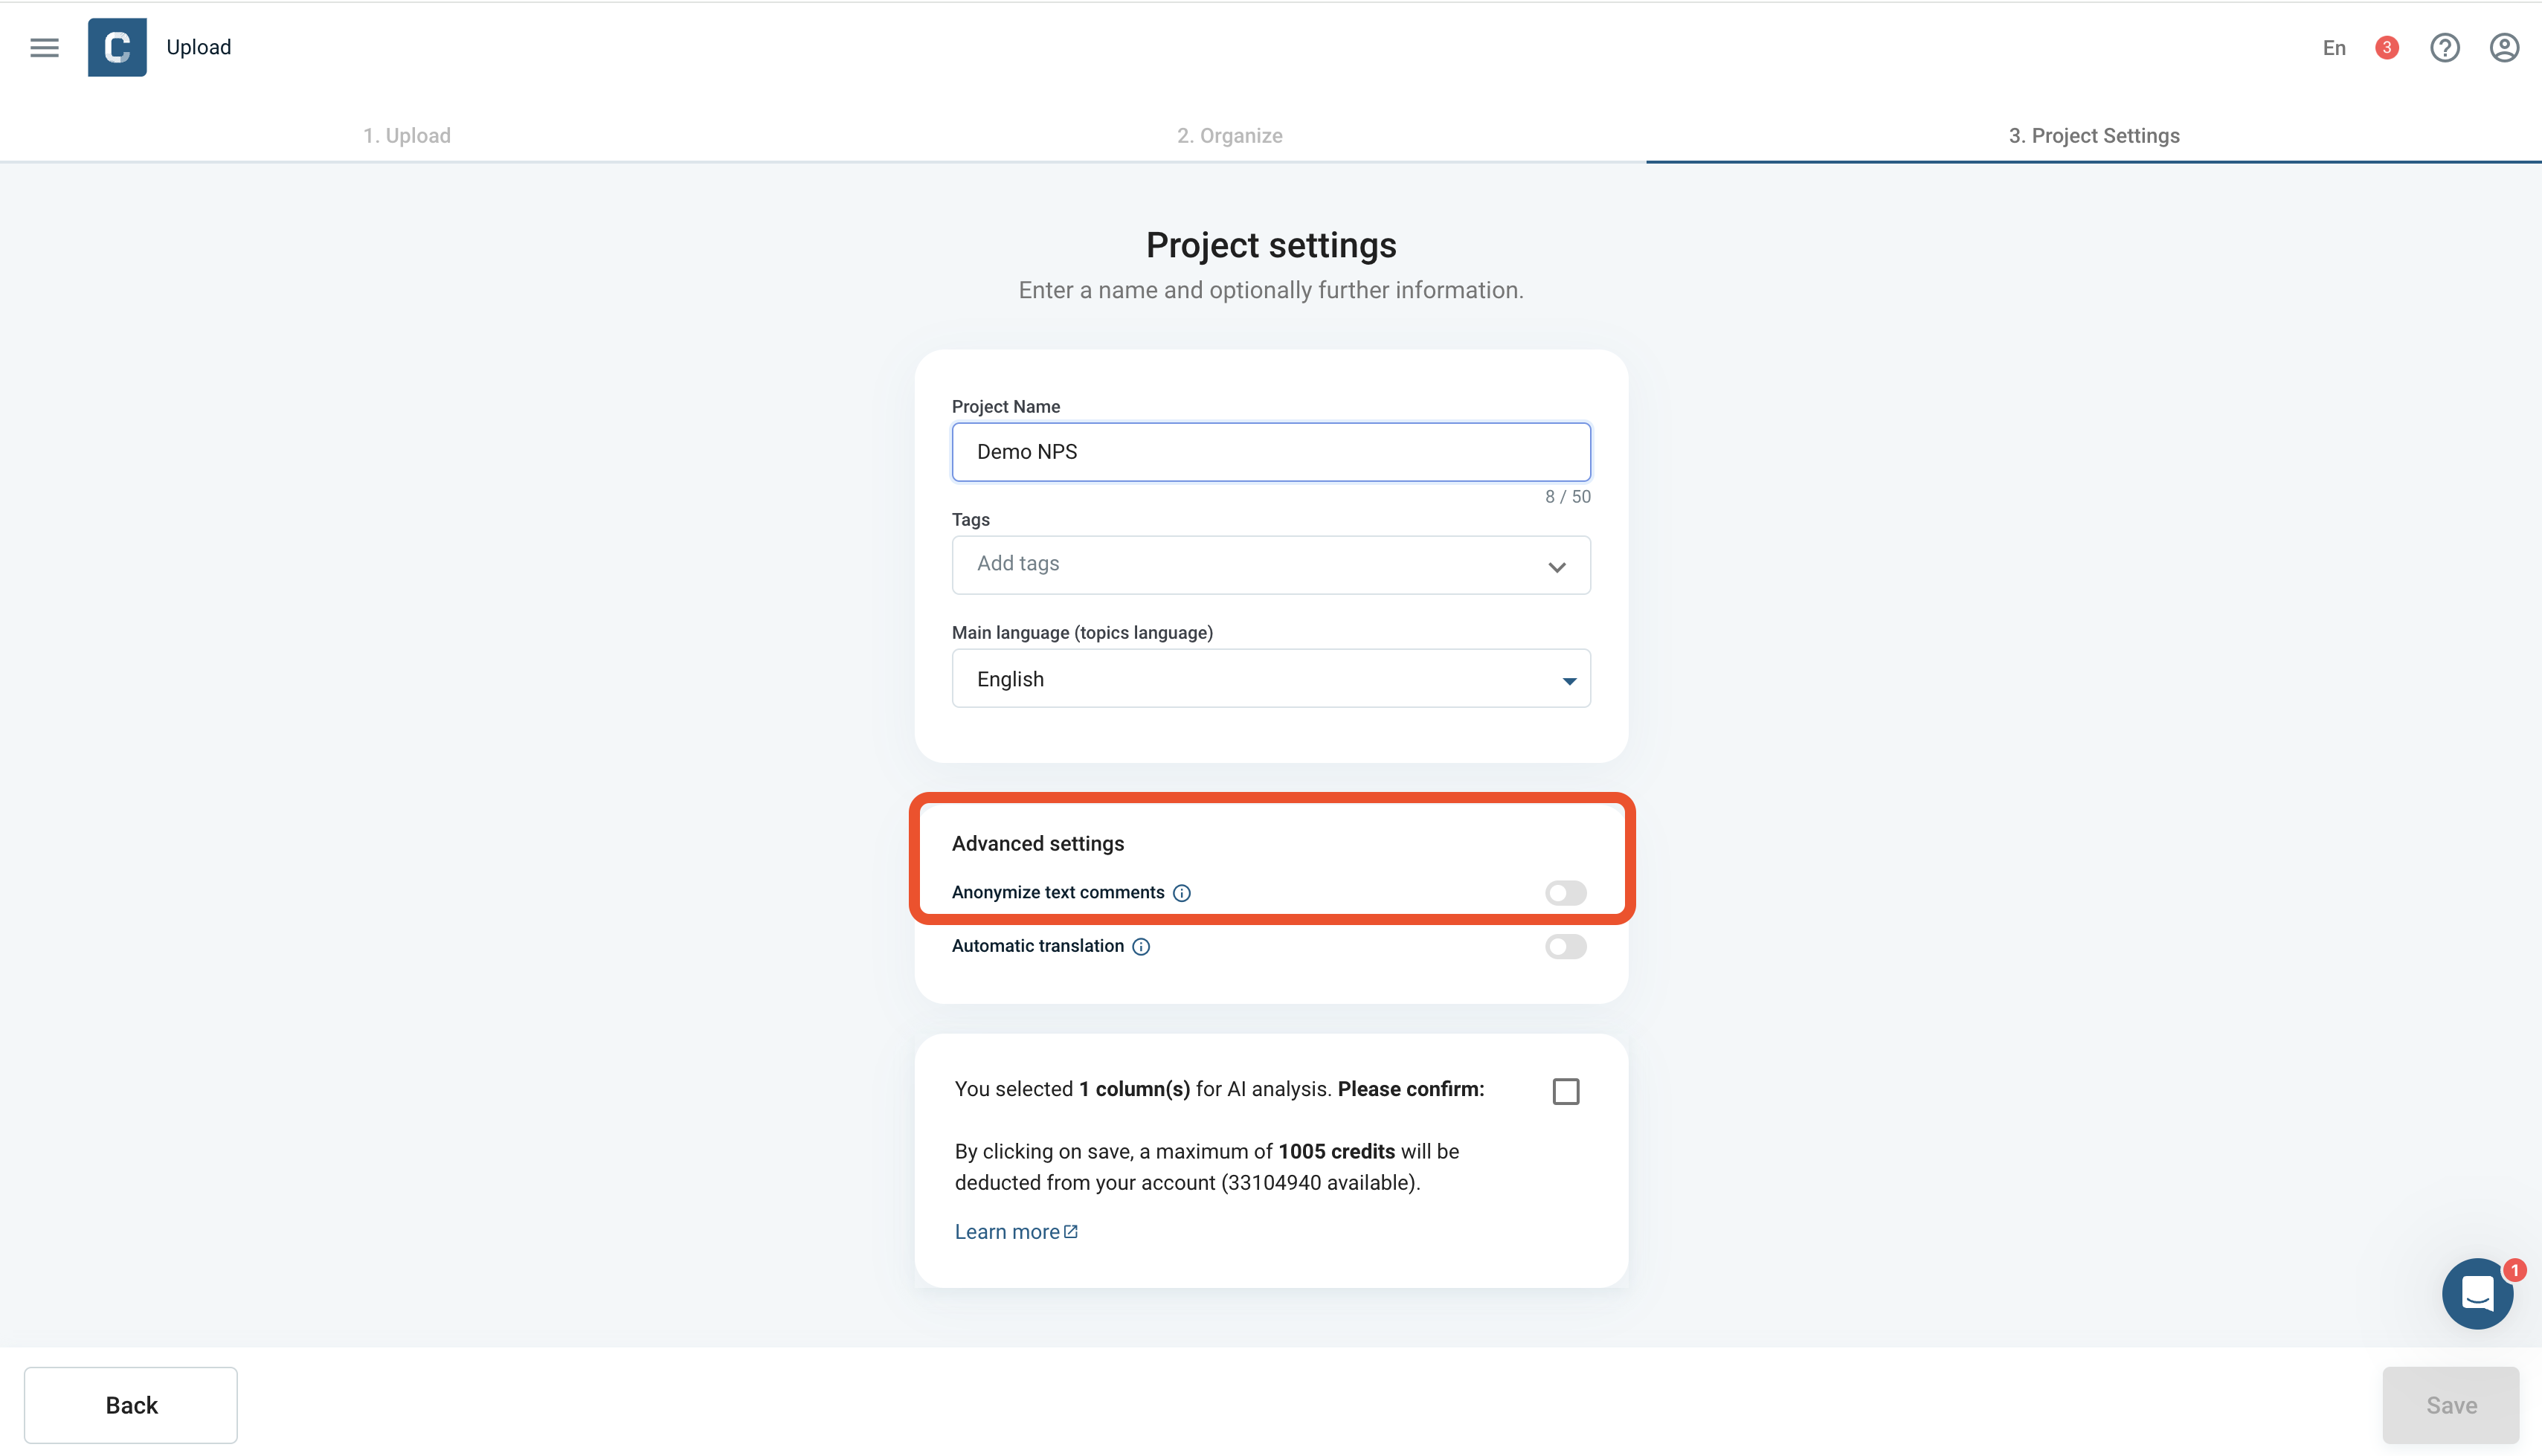 C
Upload
En
3
1. Upload
2. Organize
3. Project Settings
Project settings
Enter a name and optionally further information.
Project Name
Demo NPS
8 / 50
Tags
Add tags
Main language (topics language)
English
Advanced settings
Anonymize text comments
Automatic translation
You selected 1 column(s) for AI analysis. Please confirm:
By clicking on save, a maximum of 1005 credits will be
deducted from your account (33104940 available).
Learn more
1
Back
Save